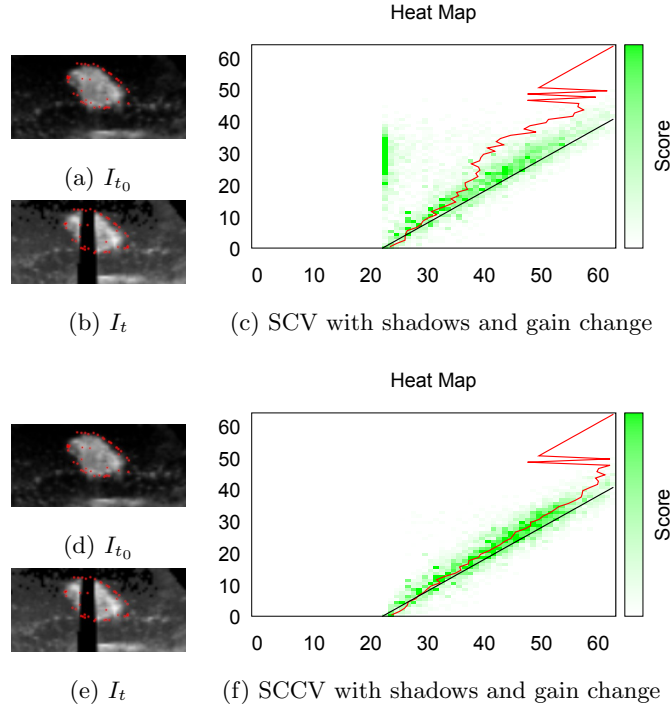 Heat Map
60
50
40
30
20
10
0
0 10 20 30 40 50 60
Score
(a) I_{t_0}
(b) I_t
(c) SCV with shadows and gain change
Heat Map
60
50
40
30
20
10
0
0 10 20 30 40 50 60
Score
(d) I_{t_0}
(e) I_t
(f) SCCV with shadows and gain change